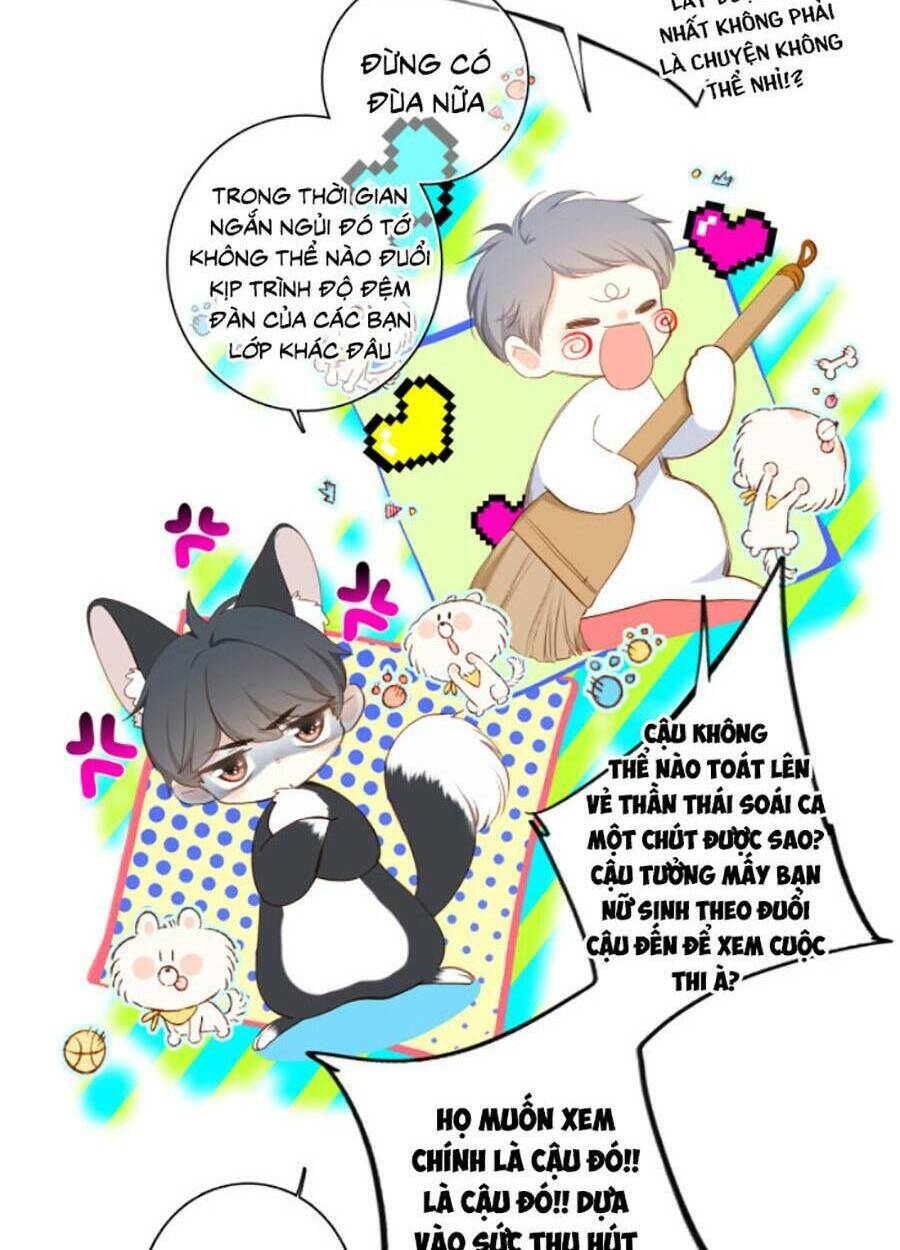 NHẤT KHÔNG PHẢI
LÀ CHUYỆN KHÔNG
THỂ NHỈ!?
ĐỪNG CÓ
ĐÙA NỮA
TRONG THỜI GIAN
NGẮN NGỦI ĐÓ TỚ
KHÔNG THỂ NÀO ĐUỔI
KỊP TRÌNH ĐỘ ĐỆM
ĐÀN CỦA CÁC BẠN
LỚP KHÁC ĐÂU
CẬU KHÔNG
THỂ NÀO TOÁT LÊN
VẺ THẦN THÁI SOÁI CA
MỘT CHÚT ĐƯỢC SAO?
CẬU TƯỞNG MẤY BẠN
NỮ SINH THEO ĐUỔI
CẬU ĐẾN ĐỂ XEM CUỘC
THI À?
HỌ MUỐN XEM
CHÍNH LÀ CẬU ĐÓ!!
LÀ CẬU ĐÓ!! DỰA
VÀO SỨC THU HÚT